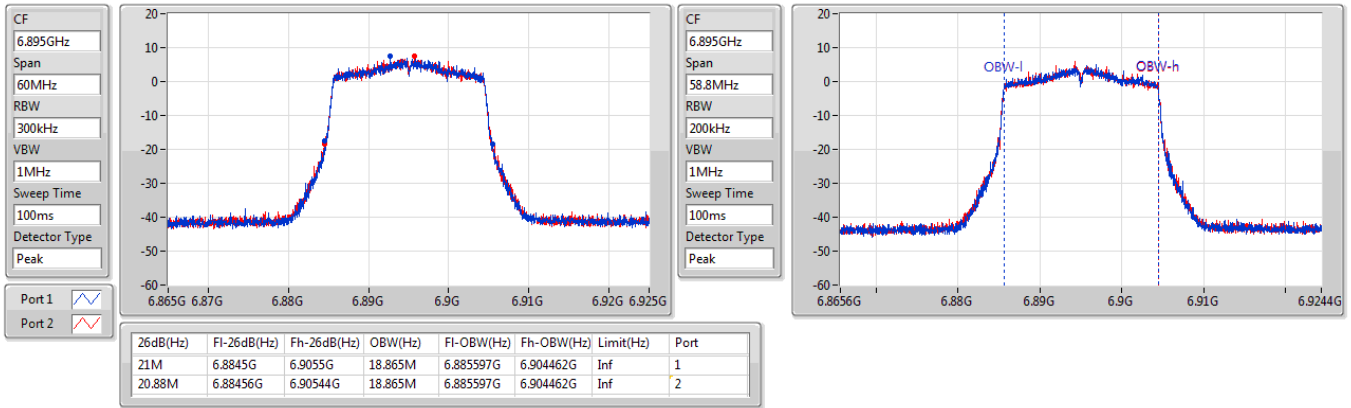 CF
6.895GHz
Span
60MHz
RBW
300kHz
VBW
1MHz
Sweep Time
100ms
Detector Type
Peak
Port 1
Port 2
20
10
0
-10
-20
-30
-40
-50
-60
6.865G 6.87G 6.88G 6.89G 6.9G 6.91G 6.92G 6.925G
CF
6.895GHz
Span
58.8MHz
RBW
200kHz
VBW
1MHz
Sweep Time
100ms
Detector Type
Peak
20
10
0
-10
-20
-30
-40
-50
-60
OBW-l OBW-h
6.8656G 6.88G 6.89G 6.9G 6.91G 6.9244G
26dB(Hz) Fl-26dB(Hz) Fh-26dB(Hz) OBW(Hz) Fl-OBW(Hz) Fh-OBW(Hz) Limit(Hz) Port
21M 6.8845G 6.9055G 18.865M 6.885597G 6.904462G Inf 1
20.88M 6.88456G 6.90544G 18.865M 6.885597G 6.904462G Inf 2